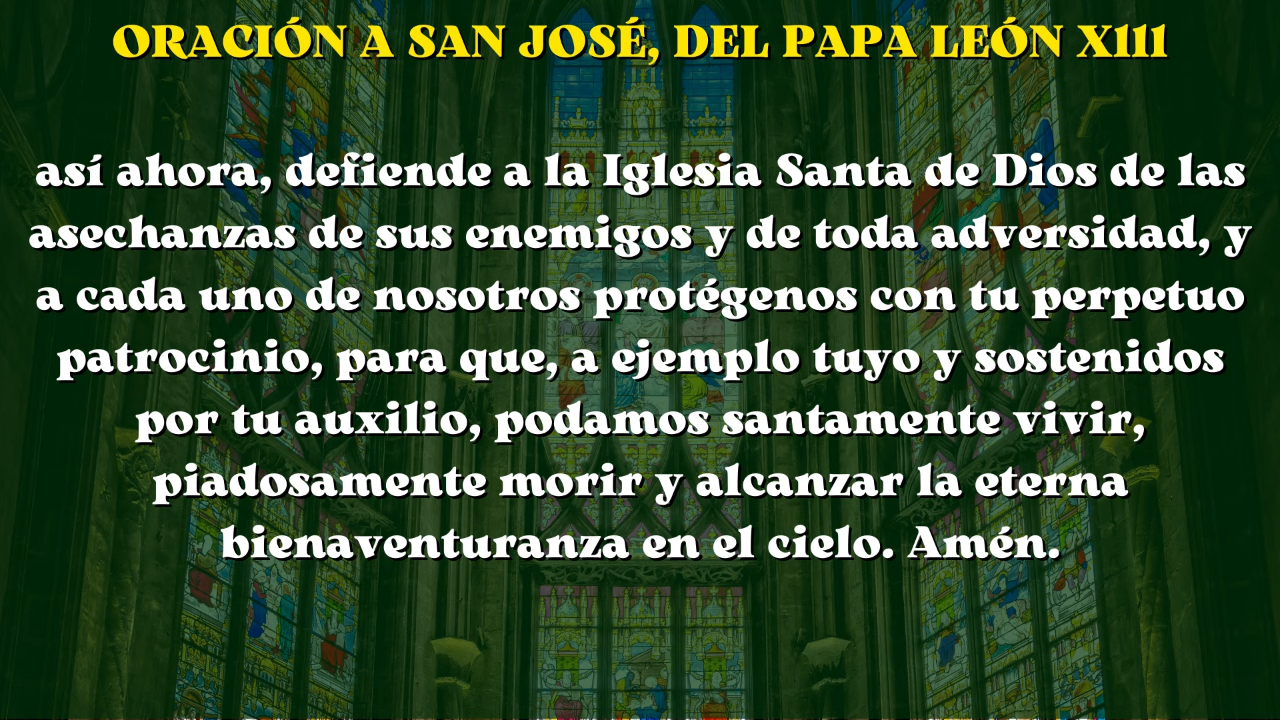 ORACIÓN A SAN JOSÉ, DEL PAPA LEÓN XIII
así ahora, defiende a la Iglesia Santa de Dios de las
asechanzas de sus enemigos y de toda adversidad, y
a cada uno de nosotros protégenos con tu perpetuo
patrocinio, para que, a ejemplo tuyo y sostenidos
por tu auxilio, podamos santamente vivir,
piadosamente morir y alcanzar la eterna
bienaventuranza en el cielo. Amén.